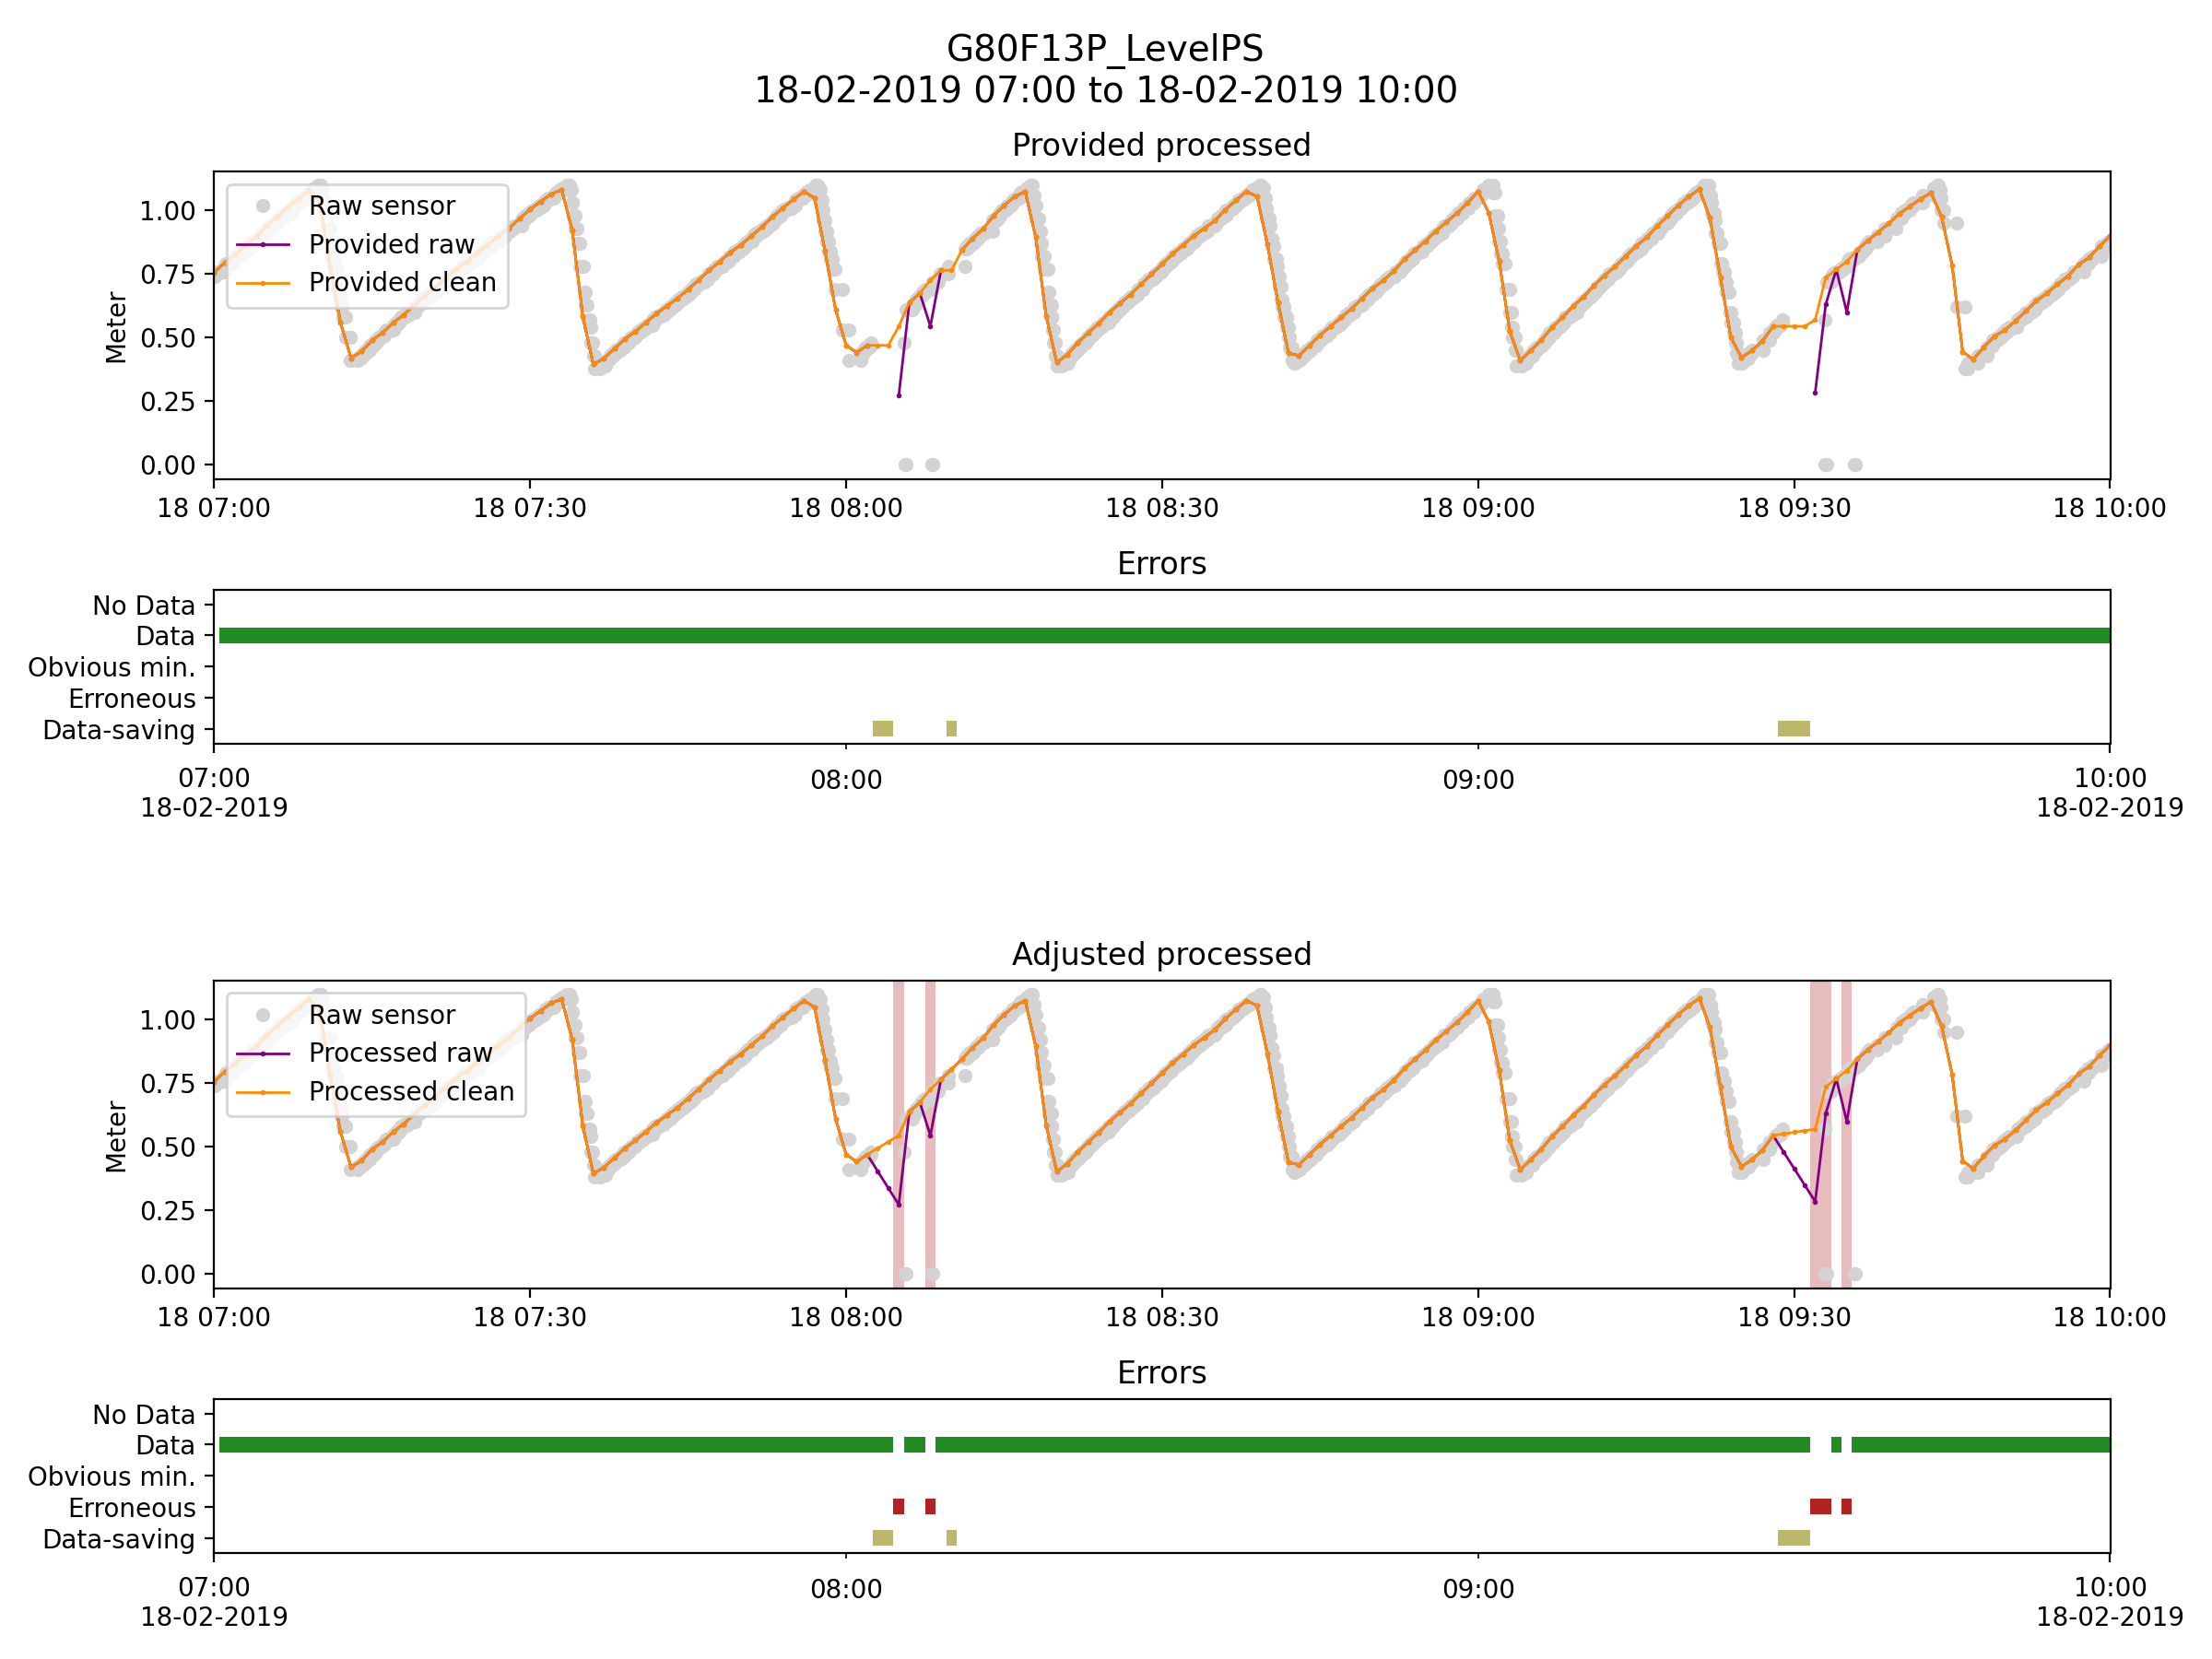 G80F13P_LevelPS
18-02-2019 07:00 to 18-02-2019 10:00
Provided processed
Raw sensor
Provided raw
Provided clean
Meter
1.00
0.75
0.50
0.25
0.00
18 07:00 18 07:30 18 08:00 18 08:30 18 09:00 18 09:30 18 10:00
Errors
No Data
Data
Obvious min.
Erroneous
Data-saving
07:00 08:00 09:00 10:00
18-02-2019 18-02-2019
Adjusted processed
Raw sensor
Processed raw
Processed clean
Meter
1.00
0.75
0.50
0.25
0.00
18 07:00 18 07:30 18 08:00 18 08:30 18 09:00 18 09:30 18 10:00
Errors
No Data
Data
Obvious min.
Erroneous
Data-saving
07:00 08:00 09:00 10:00
18-02-2019 18-02-2019